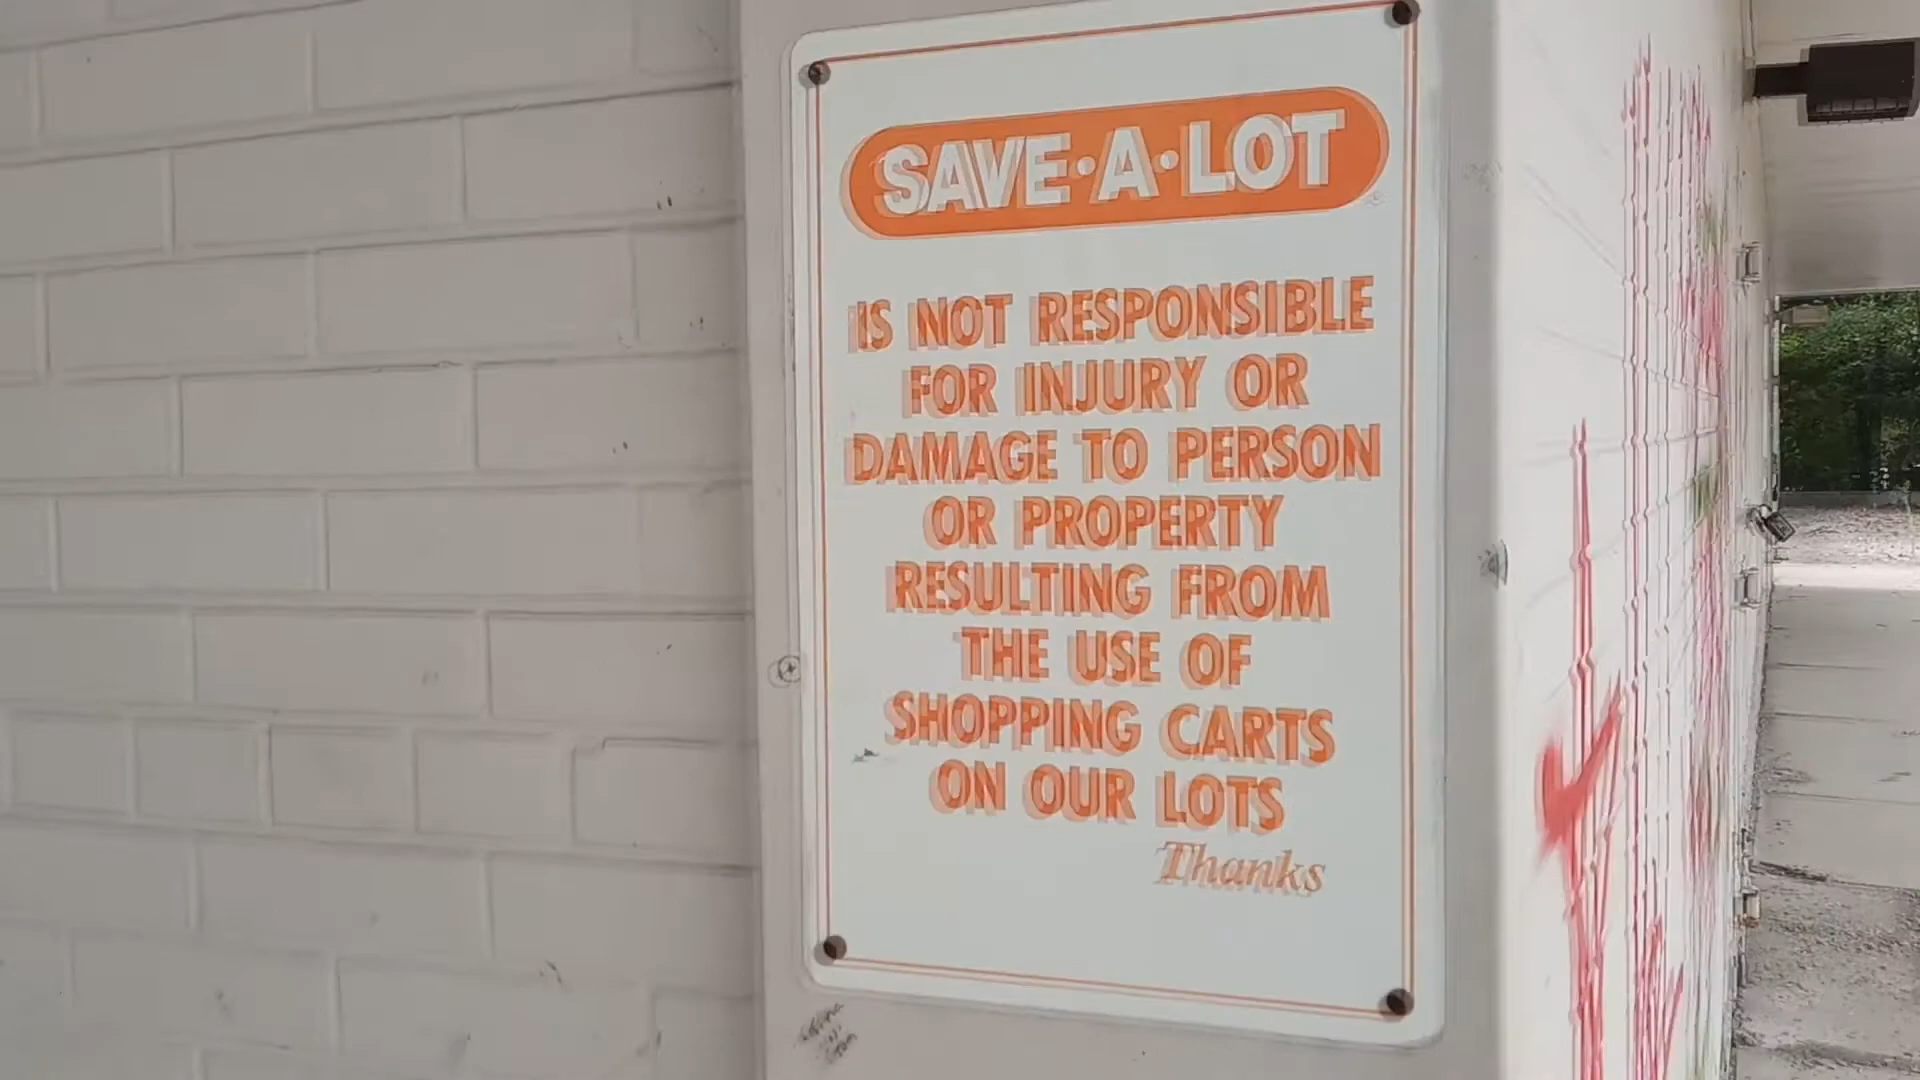 SAVE·A·LOT
IS NOT RESPONSIBLE
FOR INJURY OR
DAMAGE TO PERSON
OR PROPERTY
RESULTING FROM
THE USE OF
SHOPPING CARTS
ON OUR LOTS
Thanks